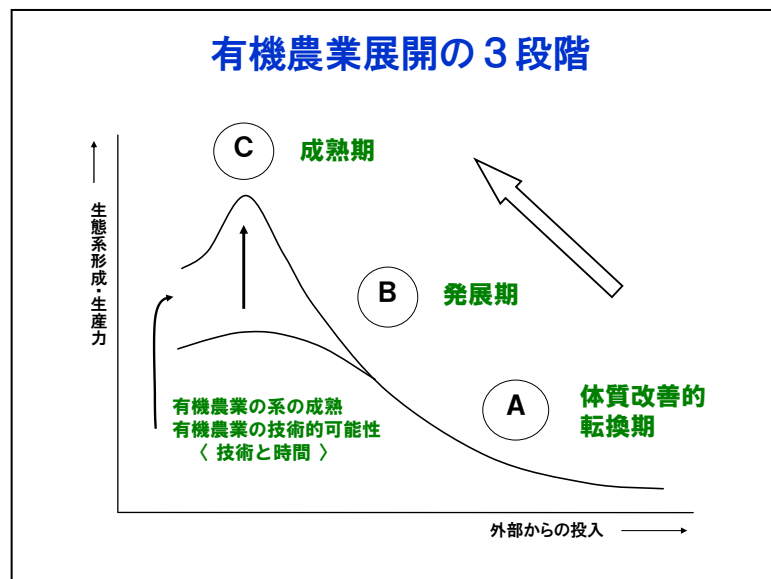 有機農業展開の３段階
C
成熟期
生態系形成・生産力
B
発展期
A
体質改善的
転換期
有機農業の系の成熟
有機農業の技術的可能性
〈 技術と時間 〉
外部からの投入